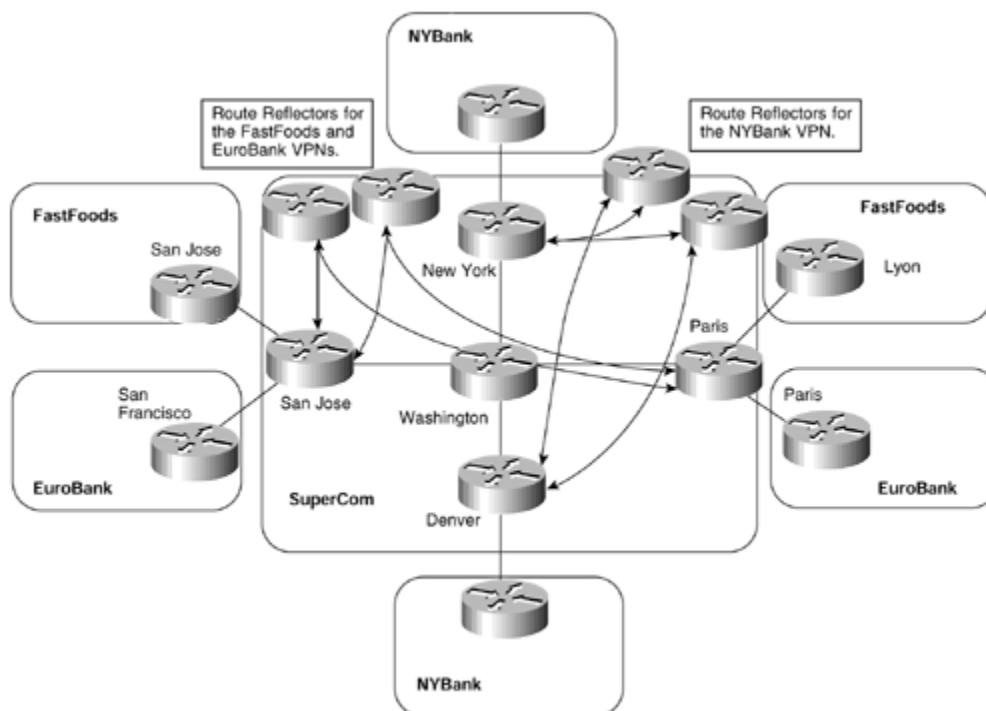 NYBank
Route Reflectors for
the FastFoods and
EuroBank VPNs.
Route Reflectors for
the NYBank VPN.
FastFoods
San Jose
New York
FastFoods
Lyon
Paris
San
Francisco
EuroBank
San Jose
Washington
Paris
EuroBank
SuperCom
Denver
NYBank